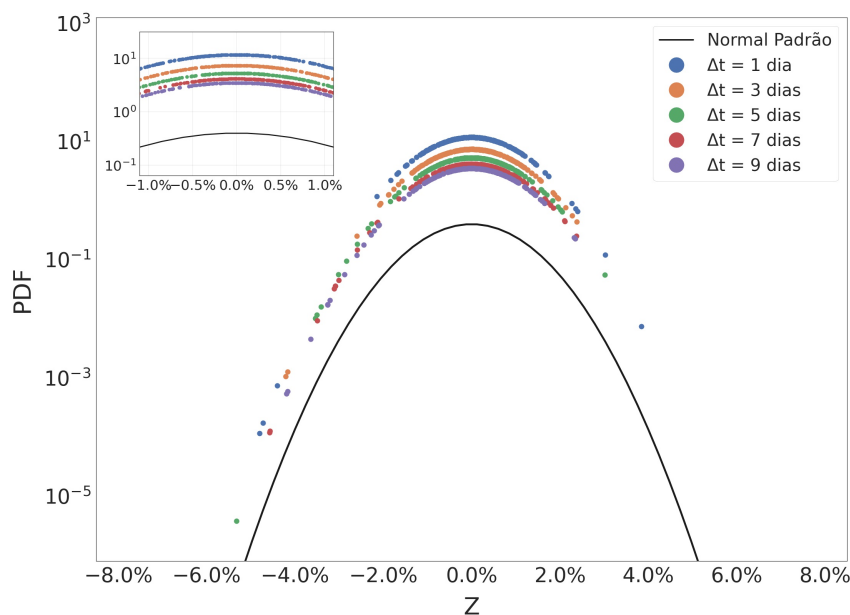 10³
10¹
10⁻¹
10⁻³
10⁻⁵
PDF
10¹
10⁰
10⁻¹
-1.0% -0.5% 0.0% 0.5% 1.0%
Normal Padrão
Δt = 1 dia
Δt = 3 dias
Δt = 5 dias
Δt = 7 dias
Δt = 9 dias
-8.0% -6.0% -4.0% -2.0% 0.0% 2.0% 4.0% 6.0% 8.0%
Z